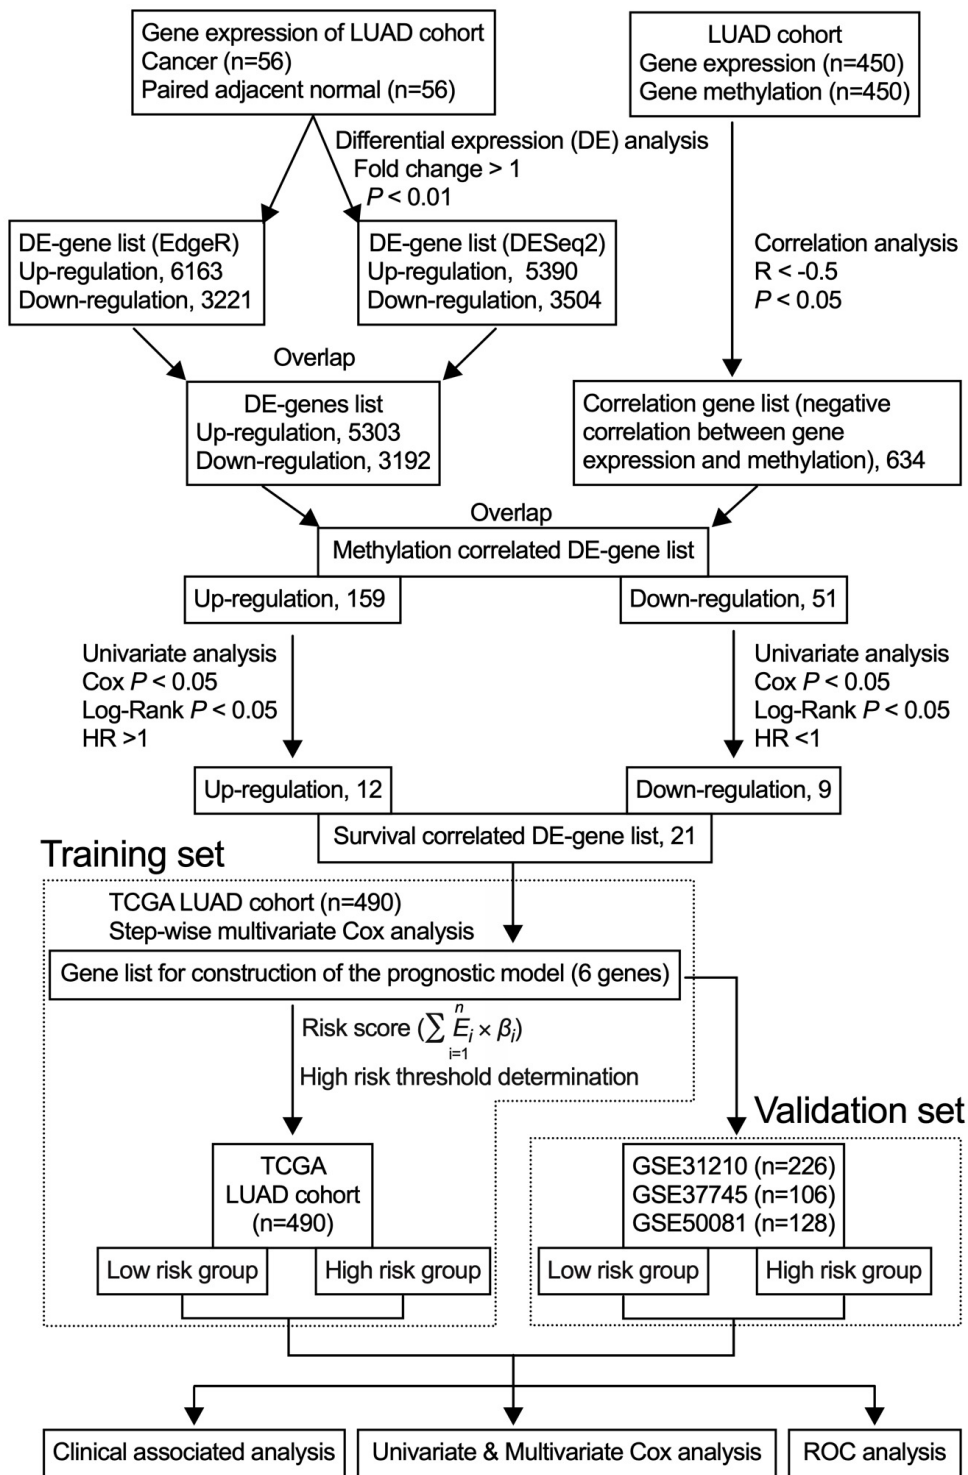 Gene expression of LUAD cohort
Cancer (n=56)
Paired adjacent normal (n=56)
LUAD cohort
Gene expression (n=450)
Gene methylation (n=450)
Differential expression (DE) analysis
Fold change > 1
P < 0.01
DE-gene list (EdgeR)
Up-regulation, 6163
Down-regulation, 3221
DE-gene list (DESeq2)
Up-regulation, 5390
Down-regulation, 3504
Correlation analysis
R < -0.5
P < 0.05
Overlap
DE-genes list
Up-regulation, 5303
Down-regulation, 3192
Correlation gene list (negative
correlation between gene
expression and methylation), 634
Overlap
Methylation correlated DE-gene list
Up-regulation, 159
Down-regulation, 51
Univariate analysis
Cox P < 0.05
Log-Rank P < 0.05
HR >1
Univariate analysis
Cox P < 0.05
Log-Rank P < 0.05
HR <1
Up-regulation, 12
Down-regulation, 9
Survival correlated DE-gene list, 21
Training set
TCGA LUAD cohort (n=490)
Step-wise multivariate Cox analysis
Gene list for construction of the prognostic model (6 genes)
Risk score (∑ⁿᵢ₌₁ Eᵢ × βᵢ)
High risk threshold determination
Validation set
TCGA
LUAD cohort
(n=490)
Low risk group
High risk group
GSE31210 (n=226)
GSE37745 (n=106)
GSE50081 (n=128)
Low risk group
High risk group
Clinical associated analysis
Univariate & Multivariate Cox analysis
ROC analysis